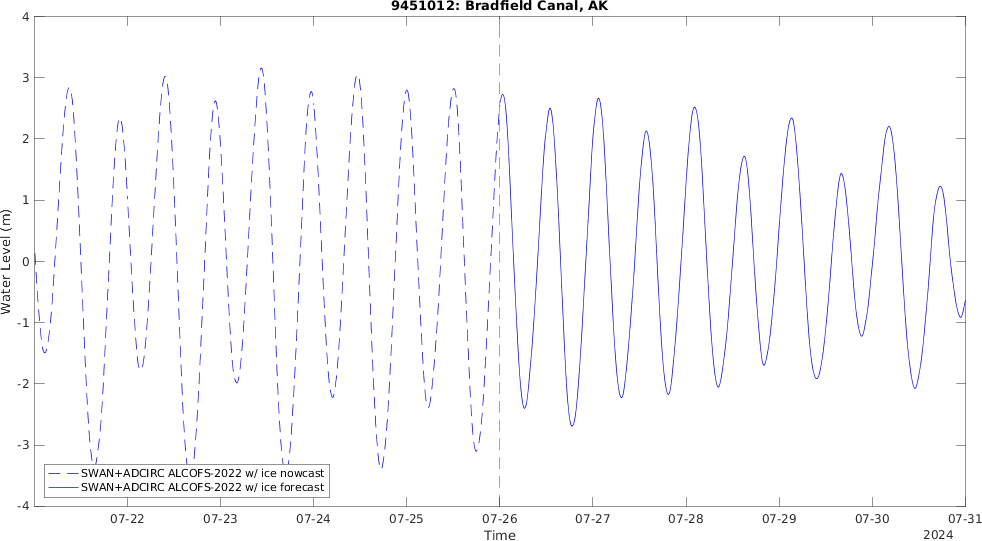 9451012: Bradfield Canal, AK
4
3
2
1
0
-1
-2
-3
-4
Water Level (m)
SWAN+ADCIRC ALCOFS-2022 w/ ice nowcast
SWAN+ADCIRC ALCOFS-2022 w/ ice forecast
07-22 07-23 07-24 07-25 07-26 07-27 07-28 07-29 07-30 07-31
Time
2024